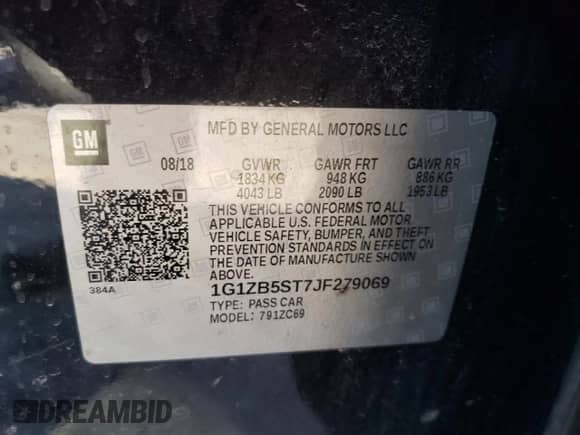 GM
MFD BY GENERAL MOTORS LLC
08/18 GVWR GAWR FRT GAWR RR
1834 KG 948 KG 886 KG
4043 LB 2090 LB 1953 LB
THIS VEHICLE CONFORMS TO ALL
APPLICABLE U.S. FEDERAL MOTOR
VEHICLE SAFETY, BUMPER, AND THEFT
PREVENTION STANDARDS IN EFFECT ON
THE DATE OF MANUFACTURE SHOWN
ABOVE.
384A
1G1ZB5ST7JF279069
TYPE: PASS CAR
MODEL: 791ZC69
DREAMBID